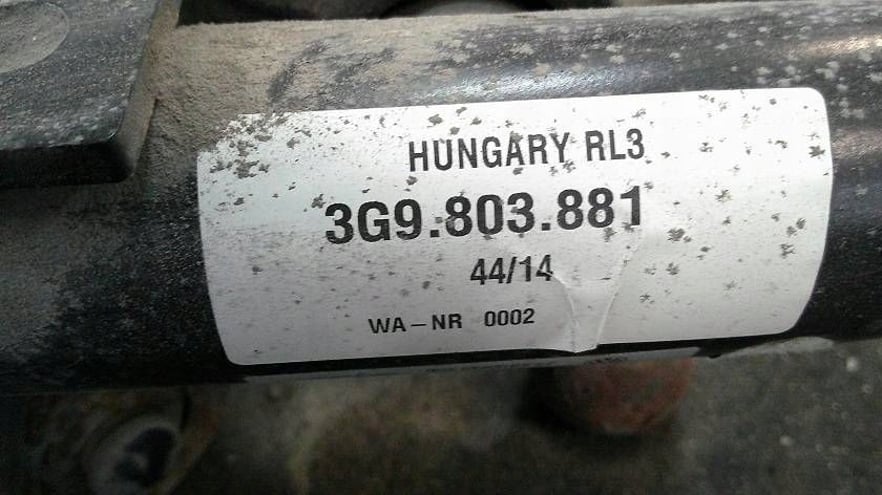 HUNGARY RL3
3G9.803.881
44/14
WA-NR 0002